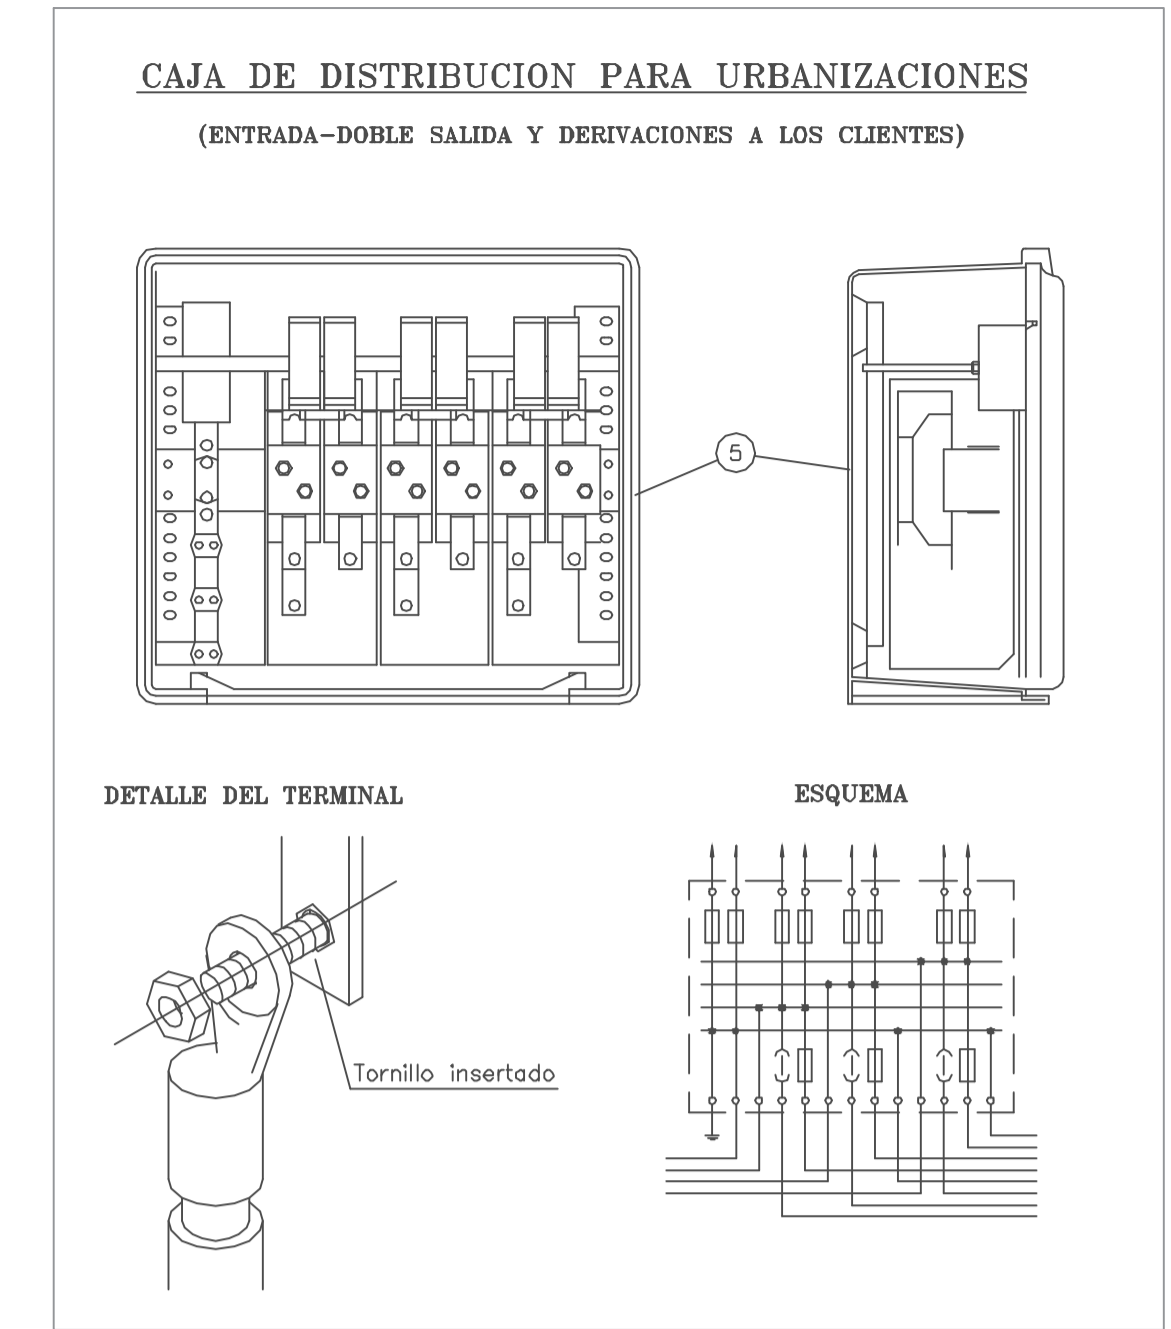 CAJA DE DISTRIBUCION PARA URBANIZACIONES
(ENTRADA-DOBLE SALIDA Y DERIVACIONES A LOS CLIENTES)
5
DETALLE DEL TERMINAL
ESQUEMA
Tornillo insertado